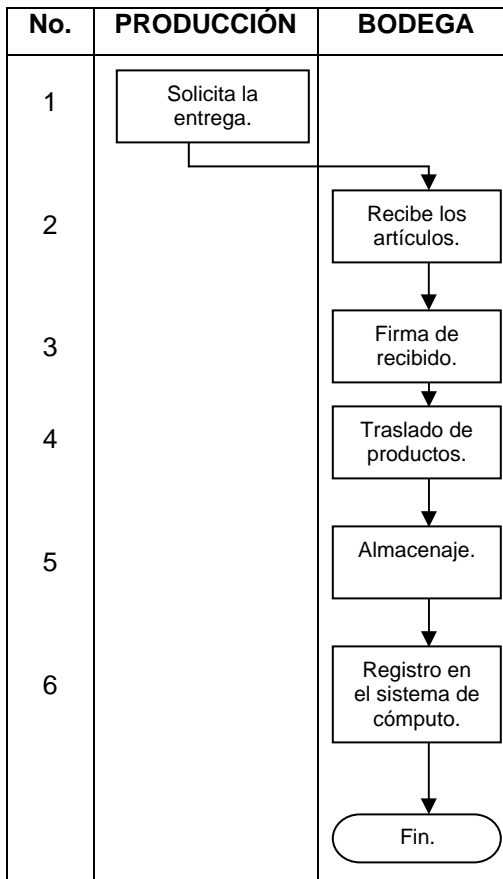 No. PRODUCCIÓN BODEGA
1
Solicita la
entrega.
2
Recibe los
artículos.
3
Firma de
recibido.
4
Traslado de
productos.
5
Almacenaje.
6
Registro en
el sistema de
cómputo.
Fin.